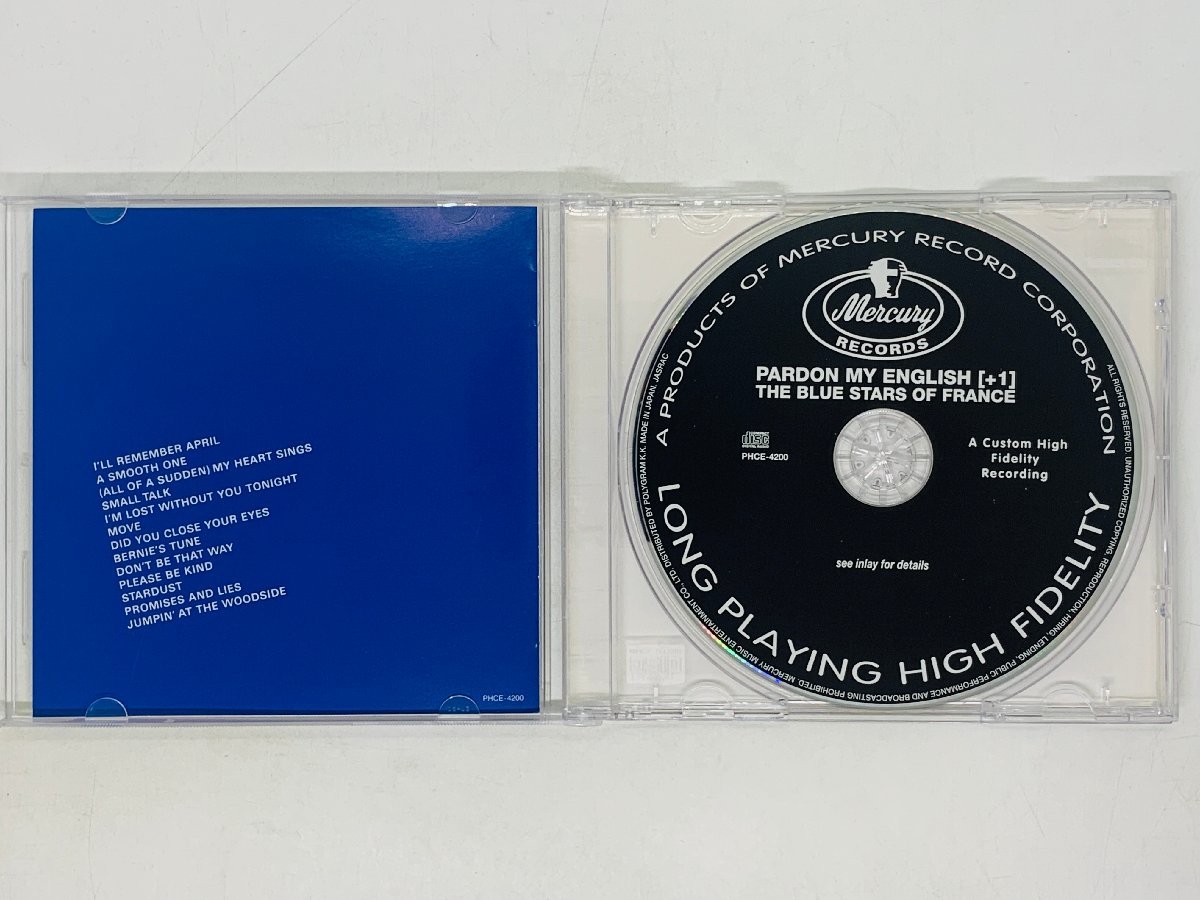 I'LL REMEMBER APRIL
A SMOOTH ONE
(ALL OF A SUDDEN) MY HEART SINGS
SMALL TALK
I'M LOST WITHOUT YOU TONIGHT
MOVE
DID YOU CLOSE YOUR EYES
BERNIE'S TUNE
DON'T BE THAT WAY
PLEASE BE KIND
STARDUST
PROMISES AND LIES
JUMPIN' AT THE WOODSIDE
PHCE-4200
A PRODUCTS OF MERCURY RECORD CORPORATION
Mercury
RECORDS
PARDON MY ENGLISH [+1]
THE BLUE STARS OF FRANCE
COMPACT
disc
DIGITAL AUDIO
PHCE-4200
A Custom High
Fidelity
Recording
see inlay for details
LONG PLAYING HIGH FIDELITY
ALL RIGHTS RESERVED. UNAUTHORIZED COPYING, REPRODUCTION, HIRING, LENDING, PUBLIC PERFORMANCE AND BROADCASTING PROHIBITED. MERCURY MUSIC ENTERTAINMENT CO., LTD. DISTRIBUTED BY POLYGRAM K.K. MADE IN JAPAN. JASRAC